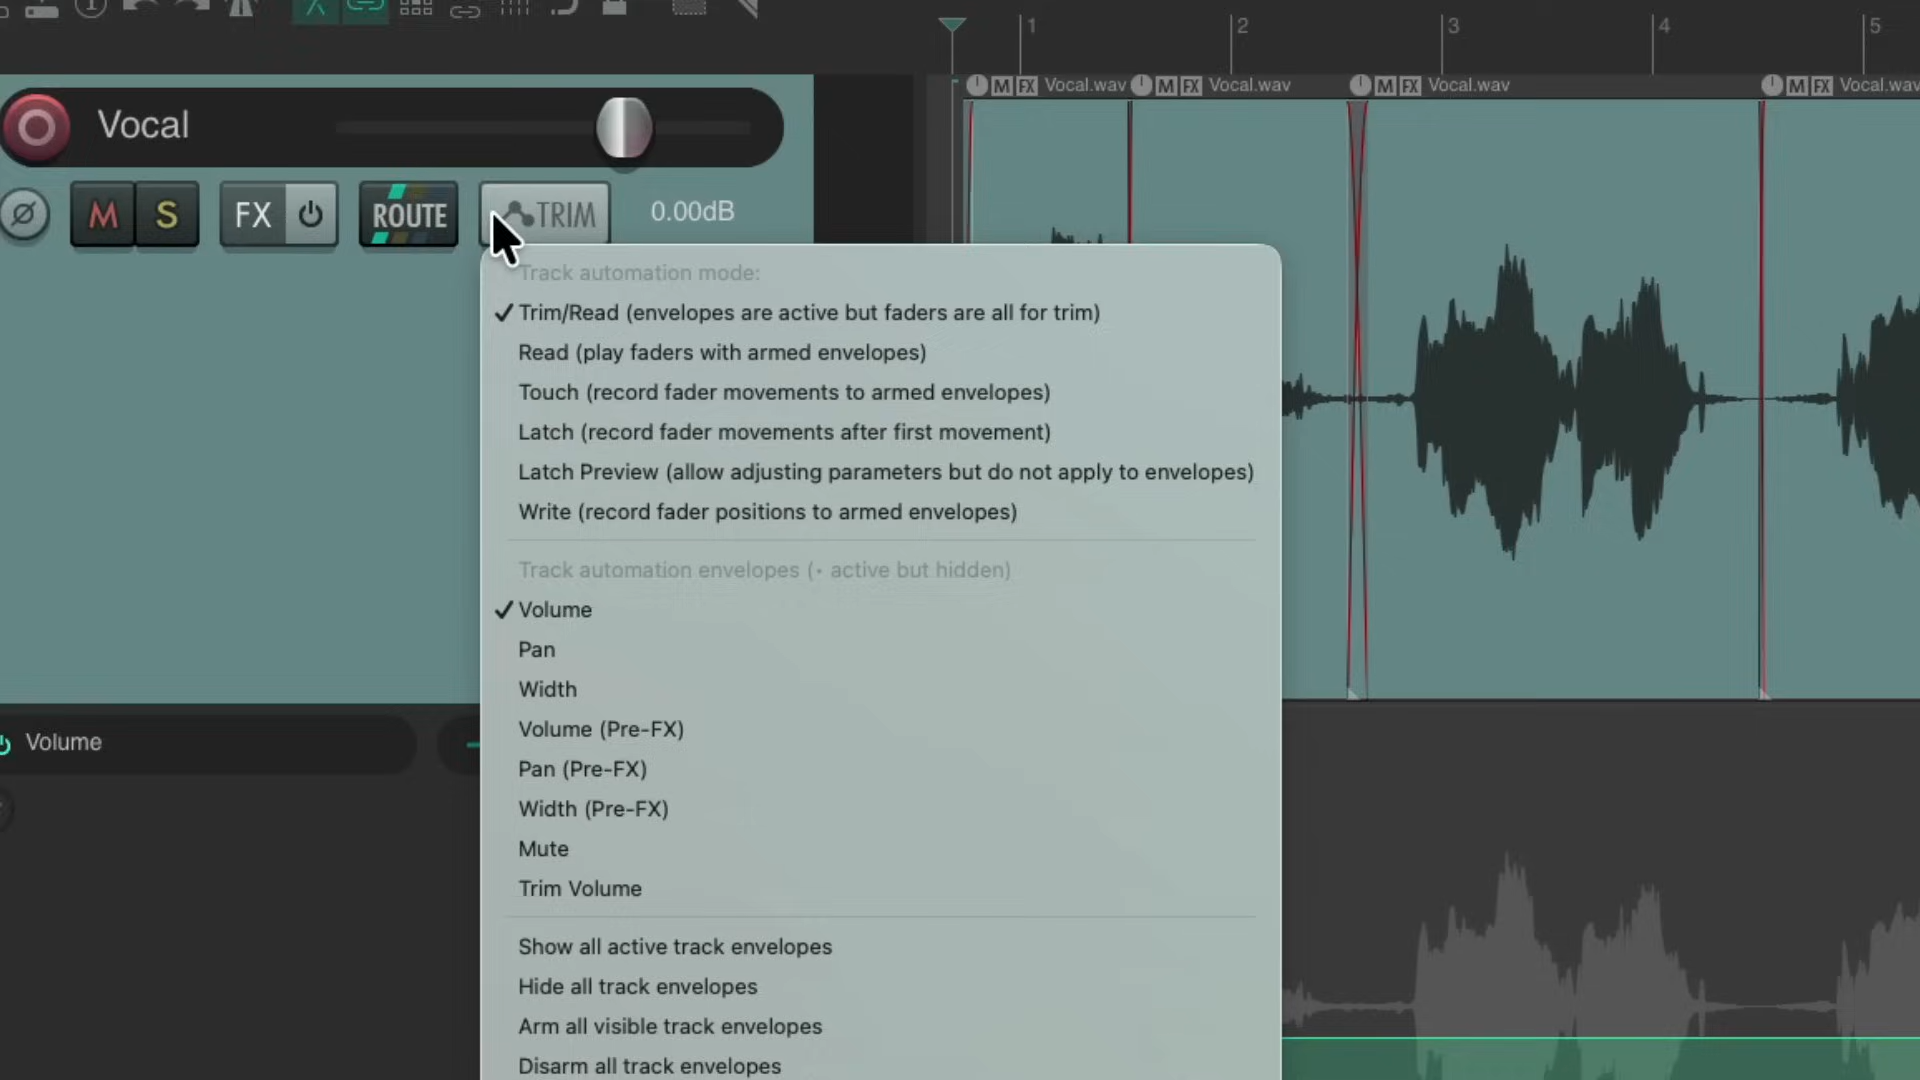 1 2 3 4 5
M FX Vocal.wav M FX Vocal.wav M FX Vocal.wav M FX Vocal.wav
Vocal
M S FX ROUTE TRIM 0.00dB
Track automation mode:
Trim/Read (envelopes are active but faders are all for trim)
Read (play faders with armed envelopes)
Touch (record fader movements to armed envelopes)
Latch (record fader movements after first movement)
Latch Preview (allow adjusting parameters but do not apply to envelopes)
Write (record fader positions to armed envelopes)
Track automation envelopes (• active but hidden)
Volume
Pan
Width
Volume (Pre-FX)
Pan (Pre-FX)
Width (Pre-FX)
Mute
Trim Volume
Show all active track envelopes
Hide all track envelopes
Arm all visible track envelopes
Disarm all track envelopes
Volume